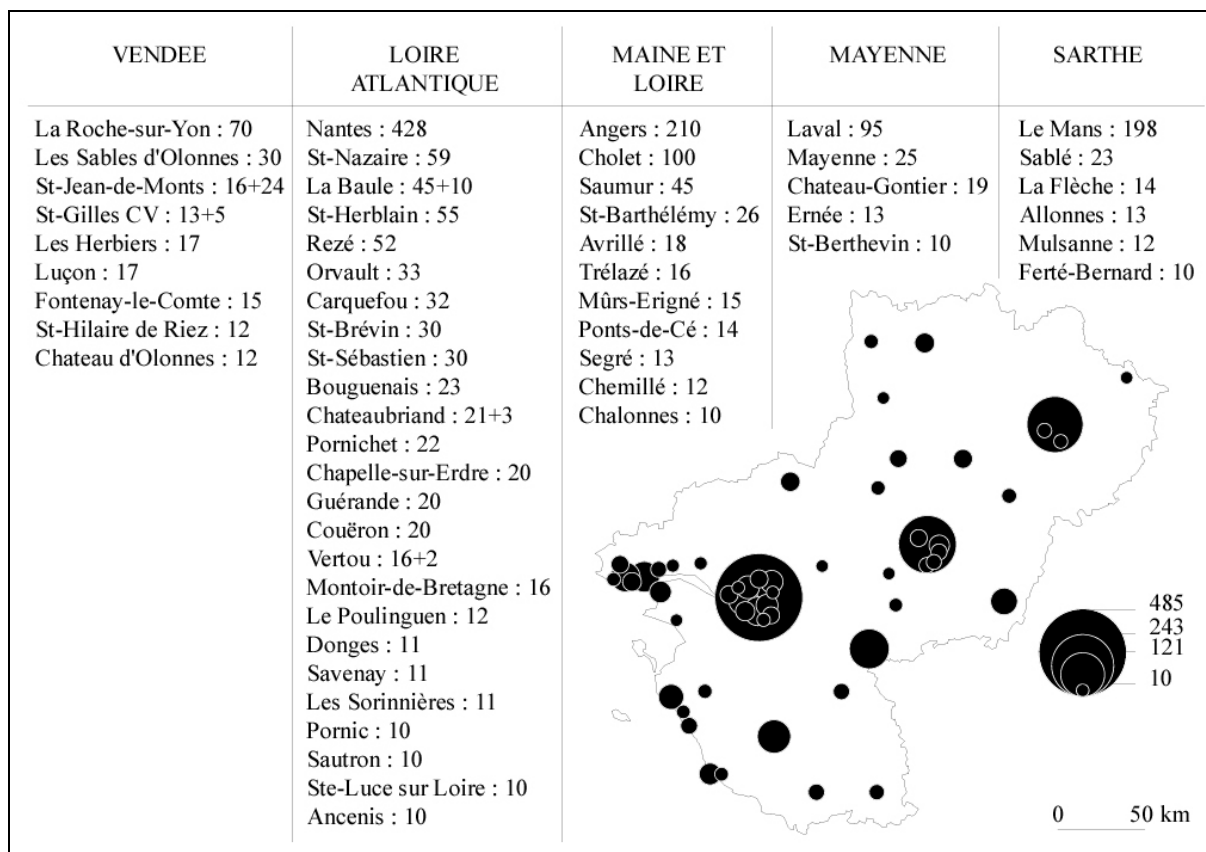 VENDEE
La Roche-sur-Yon : 70
Les Sables d'Olonnes : 30
St-Jean-de-Monts : 16+24
St-Gilles CV : 13+5
Les Herbiers : 17
Luçon : 17
Fontenay-le-Comte : 15
St-Hilaire de Riez : 12
Chateau d'Olonnes : 12
LOIRE
ATLANTIQUE
Nantes : 428
St-Nazaire : 59
La Baule : 45+10
St-Herblain : 55
Rezé : 52
Orvault : 33
Carquefou : 32
St-Brévin : 30
St-Sébastien : 30
Bouguenais : 23
Chateaubriand : 21+3
Pornichet : 22
Chapelle-sur-Erdre : 20
Guérande : 20
Couëron : 20
Vertou : 16+2
Montoir-de-Bretagne : 16
Le Poulinguen : 12
Donges : 11
Savenay : 11
Les Sorinnières : 11
Pornic : 10
Sautron : 10
Ste-Luce sur Loire : 10
Ancenis : 10
MAINE ET
LOIRE
Angers : 210
Cholet : 100
Saumur : 45
St-Barthélémy : 26
Avrillé : 18
Trélazé : 16
Mûrs-Erigné : 15
Ponts-de-Cé : 14
Segré : 13
Chemillé : 12
Chalonnes : 10
MAYENNE
Laval : 95
Mayenne : 25
Chateau-Gontier : 19
Ernée : 13
St-Berthevin : 10
SARTHE
Le Mans : 198
Sablé : 23
La Flèche : 14
Allonnes : 13
Mulsanne : 12
Ferté-Bernard : 10
485
243
121
10
0 50 km